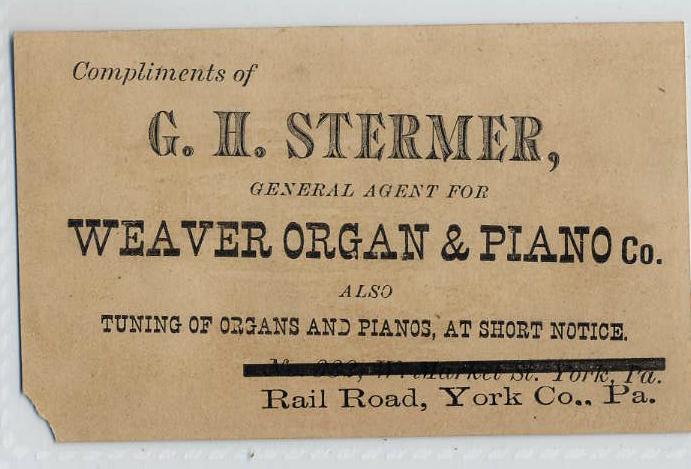 Compliments of
G. H. STERMER,
GENERAL AGENT FOR
WEAVER ORGAN & PIANO Co.
ALSO
TUNING OF ORGANS AND PIANOS, AT SHORT NOTICE.
W. Market St. York, Pa.
Rail Road, York Co., Pa.